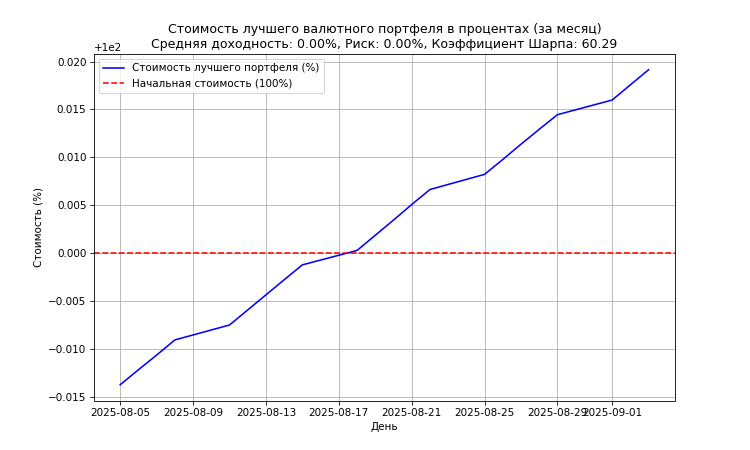 Стоимость лучшего валютного портфеля в процентах (за месяц)
Средняя доходность: 0.00%, Риск: 0.00%, Коэффициент Шарпа: 60.29
+1e2
Стоимость лучшего портфеля (%)
Начальная стоимость (100%)
Стоимость (%)
0.020
0.015
0.010
0.005
0.000
−0.005
−0.010
−0.015
2025-08-05 2025-08-09 2025-08-13 2025-08-17 2025-08-21 2025-08-25 2025-08-29 2025-09-01
День